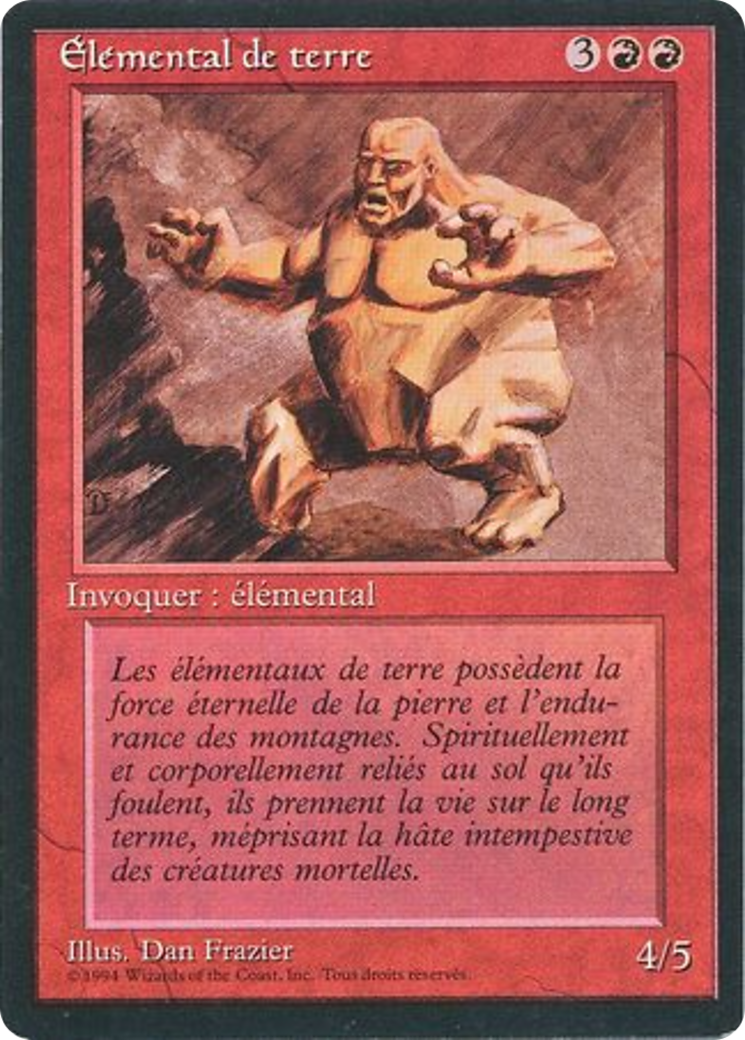 Élémental de terre
3
Invoquer : élémental
Les élémentaux de terre possèdent la
force éternelle de la pierre et l'endu-
rance des montagnes. Spirituellement
et corporellement reliés au sol qu'ils
foulent, ils prennent la vie sur le long
terme, méprisant la hâte intempestive
des créatures mortelles.
Illus. Dan Frazier
4/5
©1994 Wizards of the Coast, Inc. Tous droits reservés.